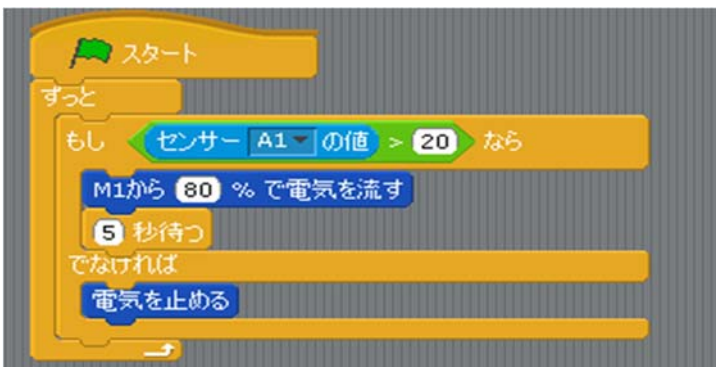 スタート
ずっと
もし センサー A1 の値 > 20 なら
M1から 80 % で電気を流す
5 秒待つ
でなければ
電気を止める